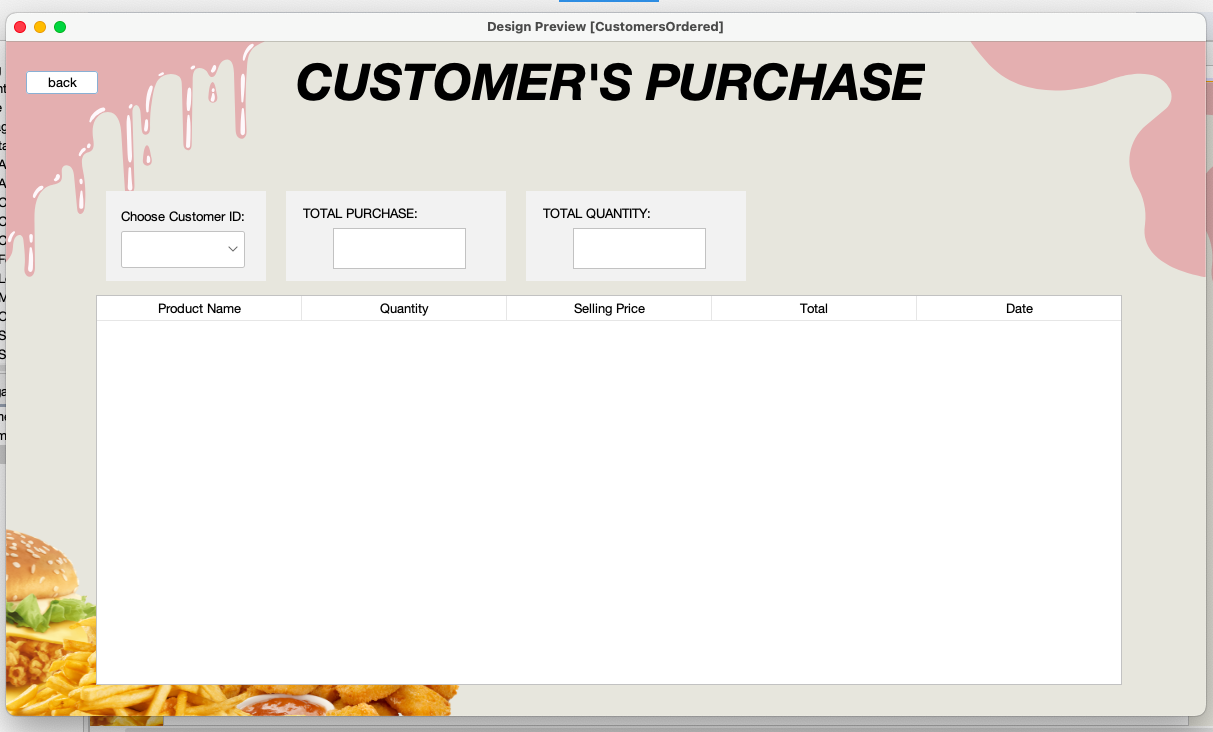 Design Preview [CustomersOrdered]
back
CUSTOMER'S PURCHASE
Choose Customer ID:
TOTAL PURCHASE:
TOTAL QUANTITY:
Product Name Quantity Selling Price Total Date